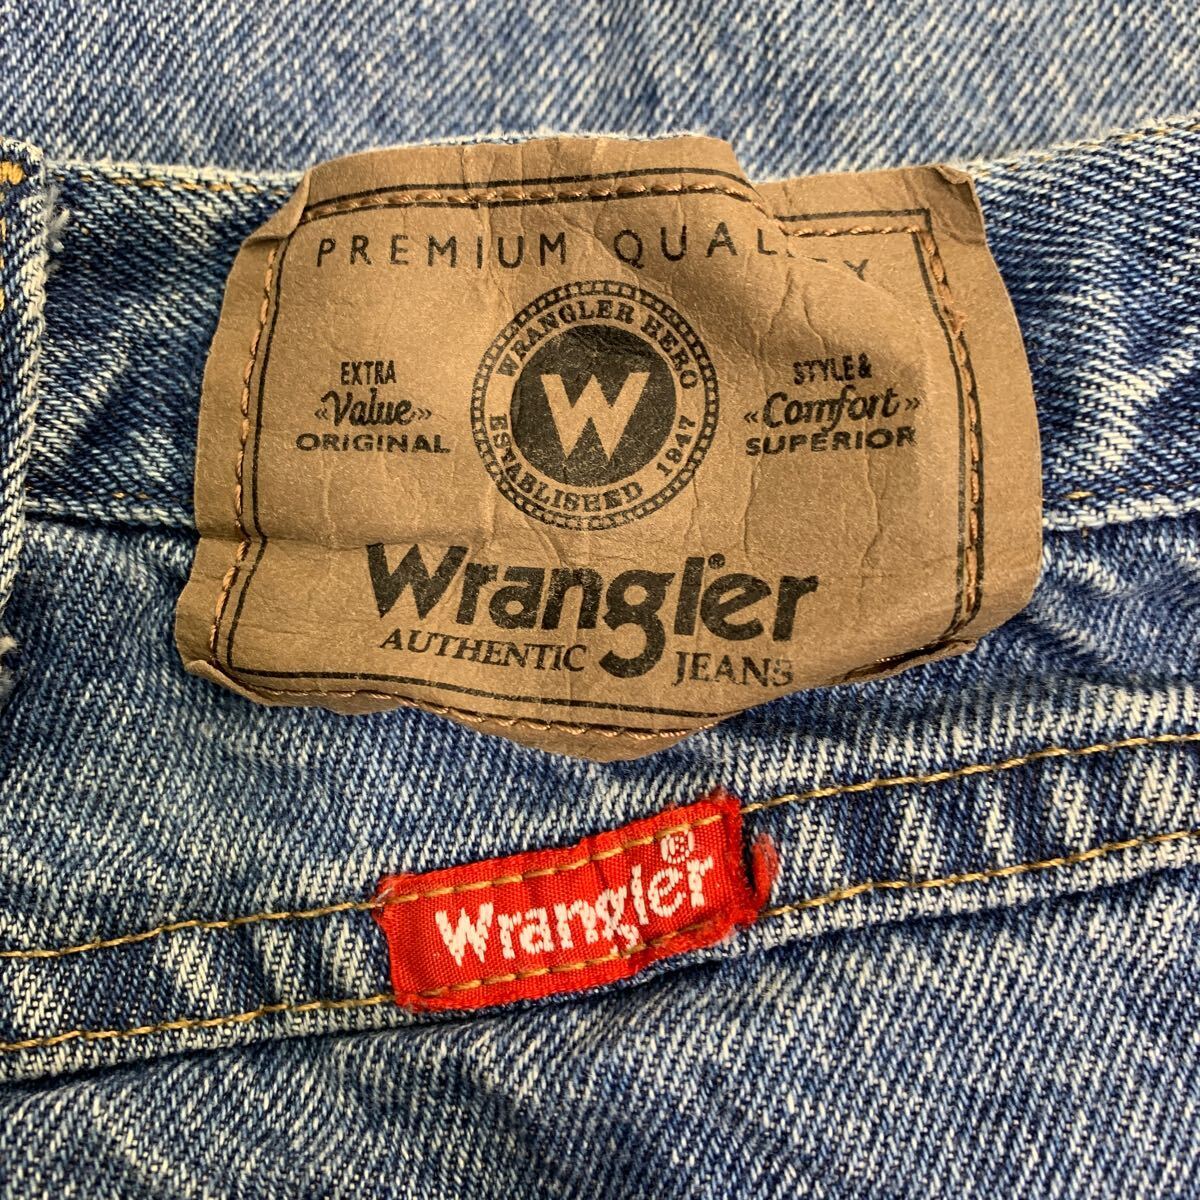 PREMIUM QUALITY
WRANGLER HERO
W
ESTABLISHED 1947
EXTRA
«Value»
ORIGINAL
STYLE &
«Comfort»
SUPERIOR
Wrangler®
AUTHENTIC JEANS
Wrangler®